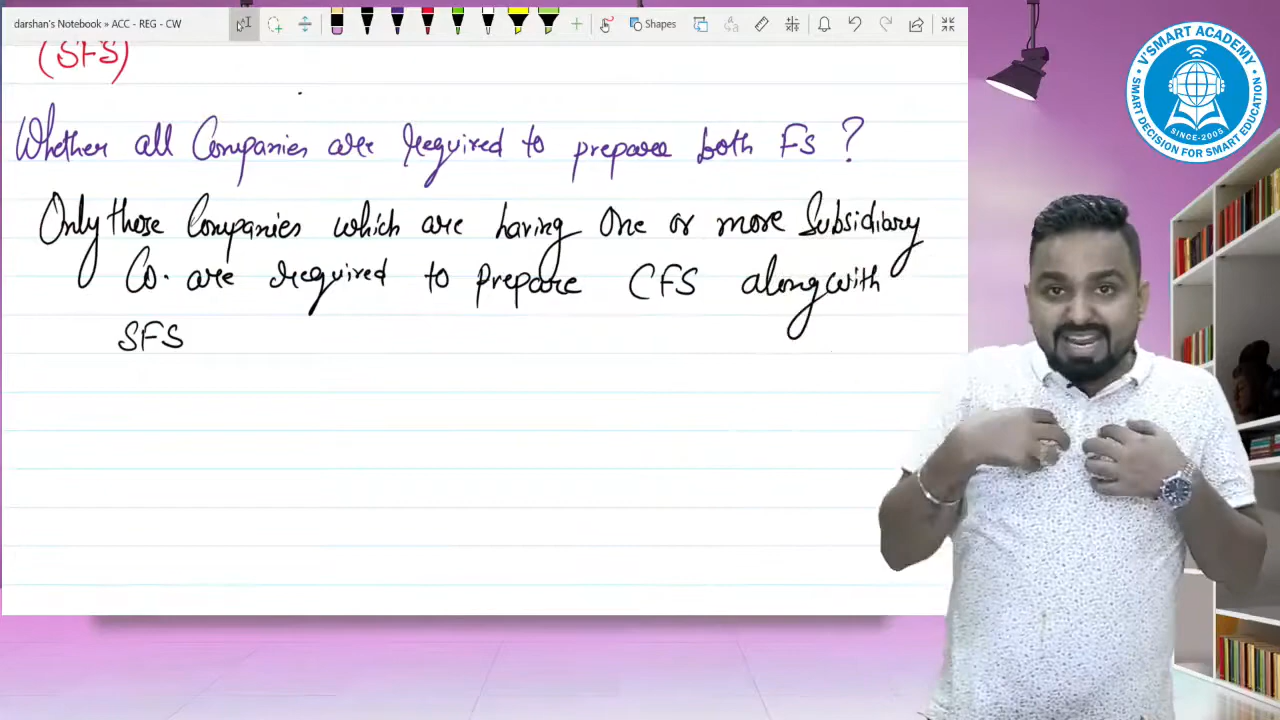 darshan's Notebook » ACC - REG - CW
Shapes
(SFS)
Whether all Companies are required to prepare both FS ?
Only those Companies which are having One or more Subsidiary
Co. are required to prepare CFS alongwith
SFS
V'SMART ACADEMY
SINCE-2005
SMART DECISION FOR SMART EDUCATION